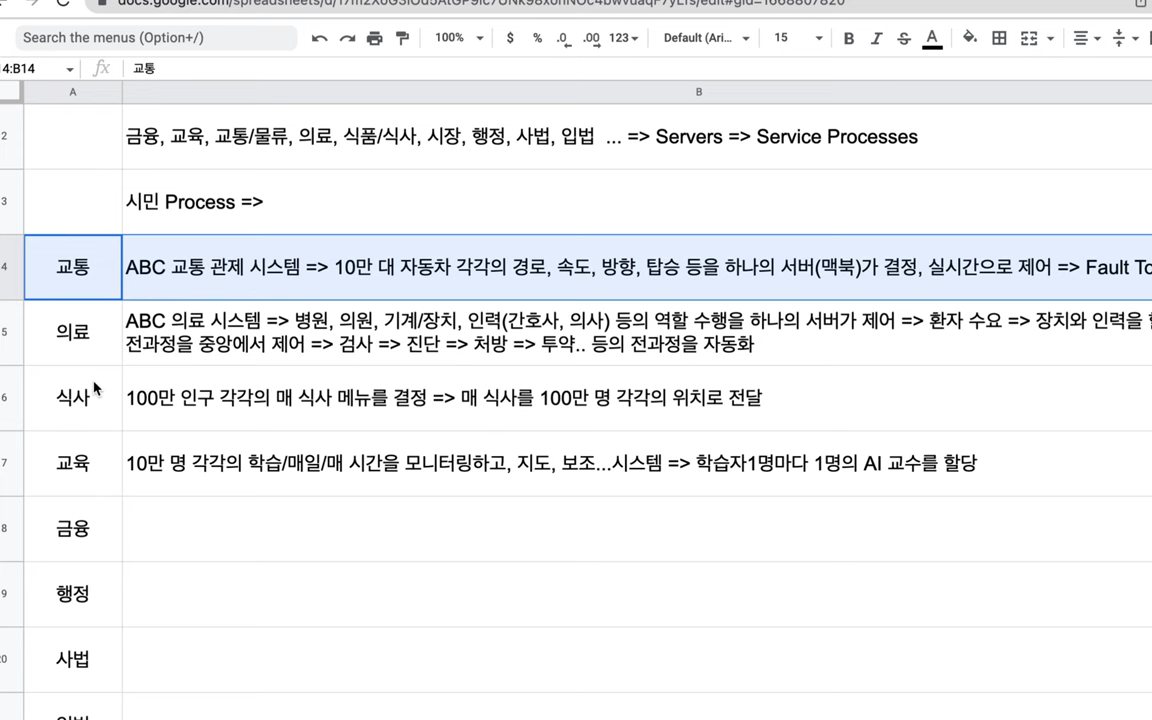 Search the menus (Option+/)
100%
$
%
.0
.00
123
Default (Ari...
15
B
I
S
A
4:B14
fx
교통
A
B
2
금융, 교육, 교통/물류, 의료, 식품/식사, 시장, 행정, 사법, 입법 ... => Servers => Service Processes
3
시민 Process =>
4
교통
ABC 교통 관제 시스템 => 10만 대 자동차 각각의 경로, 속도, 방향, 탑승 등을 하나의 서버(맥북)가 결정, 실시간으로 제어 => Fault To
5
의료
ABC 의료 시스템 => 병원, 의원, 기계/장치, 인력(간호사, 의사) 등의 역할 수행을 하나의 서버가 제어 => 환자 수요 => 장치와 인력을
전과정을 중앙에서 제어 => 검사 => 진단 => 처방 => 투약.. 등의 전과정을 자동화
6
식사
100만 인구 각각의 매 식사 메뉴를 결정 => 매 식사를 100만 명 각각의 위치로 전달
7
교육
10만 명 각각의 학습/매일/매 시간을 모니터링하고, 지도, 보조...시스템 => 학습자1명마다 1명의 AI 교수를 할당
8
금융
9
행정
20
사법